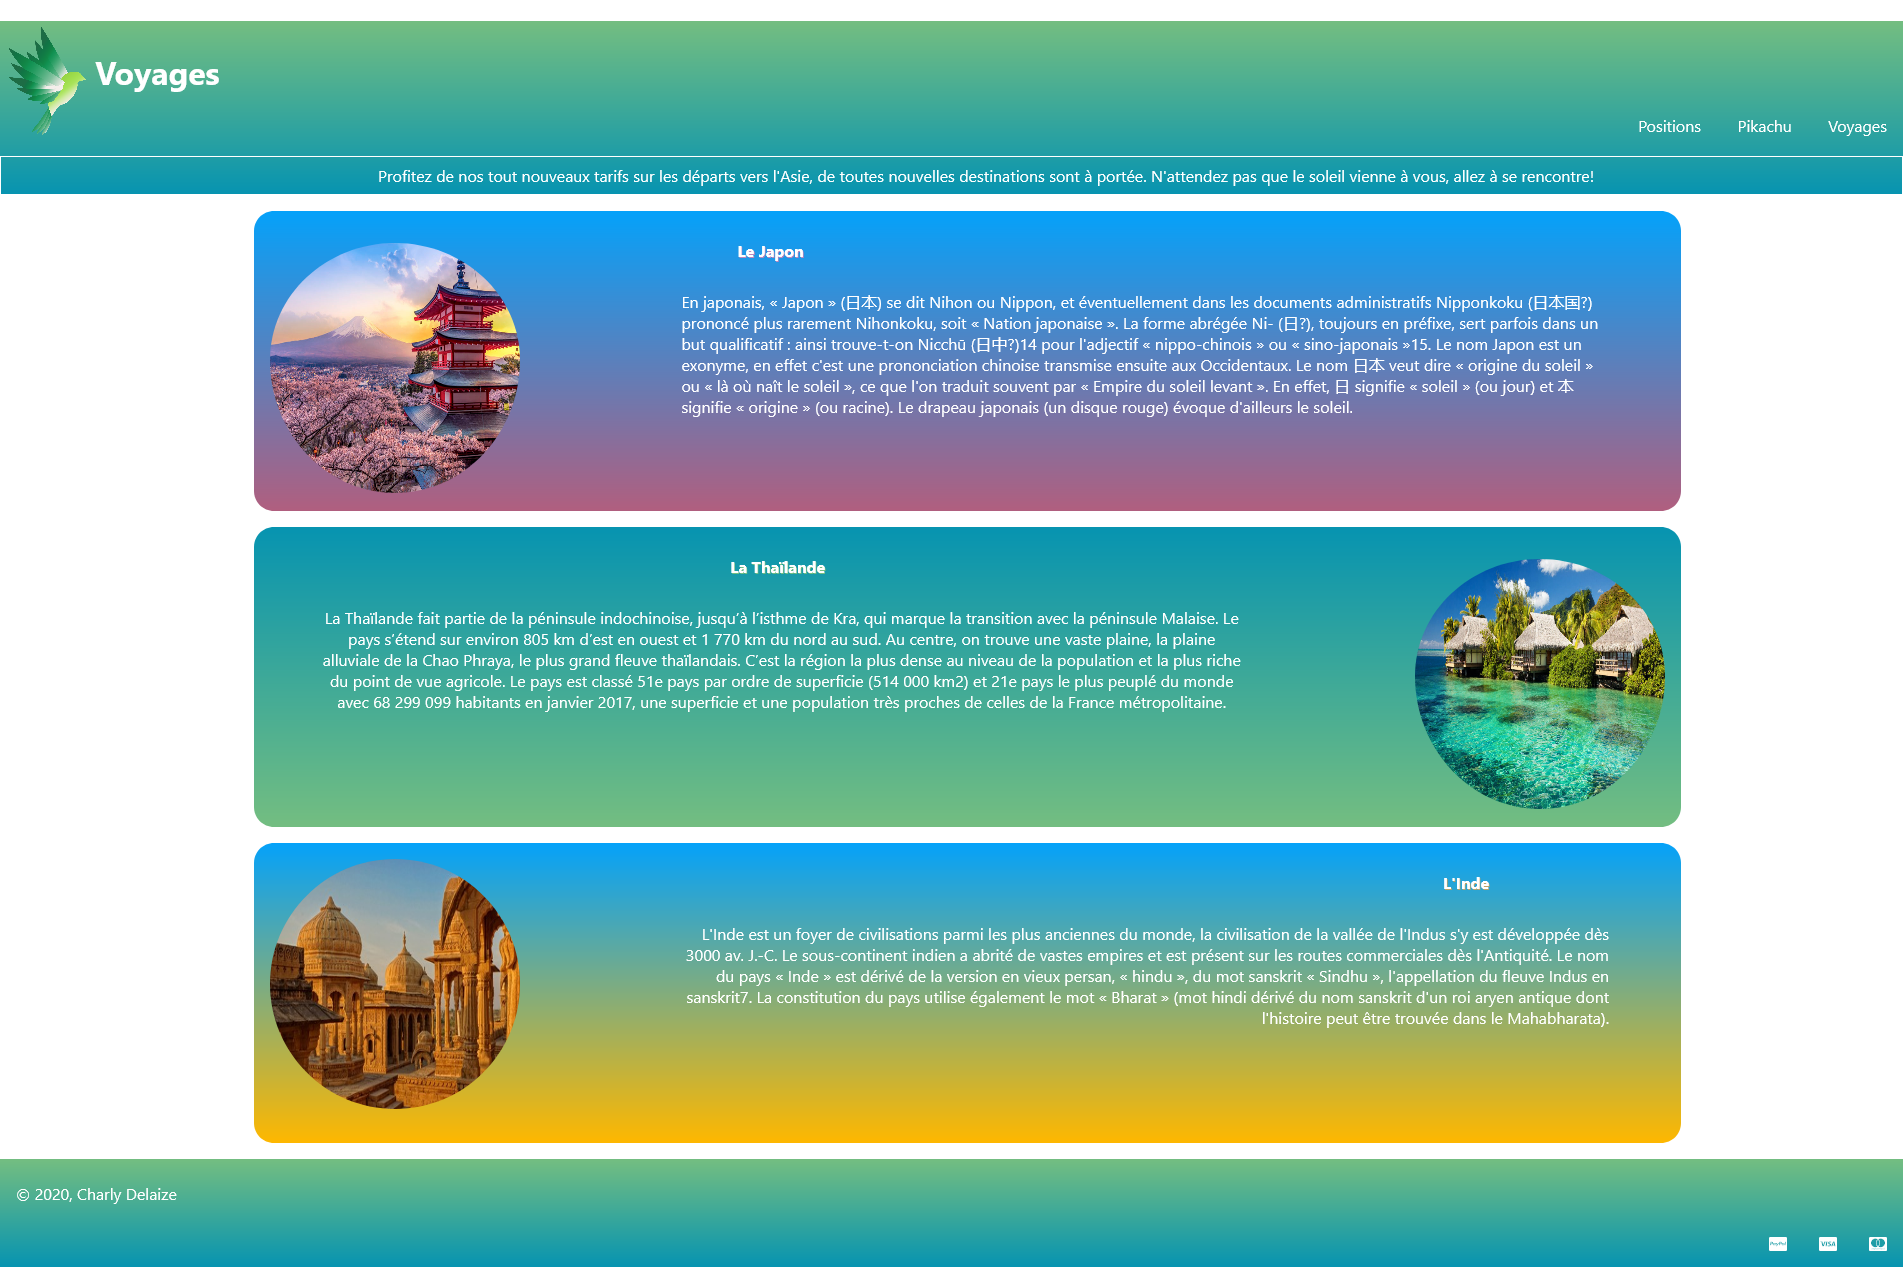 Voyages
Positions Pikachu Voyages
Profitez de nos tout nouveaux tarifs sur les départs vers l'Asie, de toutes nouvelles destinations sont à portée. N'attendez pas que le soleil vienne à vous, allez à se rencontre!
Le Japon
En japonais, « Japon » (日本) se dit Nihon ou Nippon, et éventuellement dans les documents administratifs Nipponkoku (日本国?)
prononcé plus rarement Nihonkoku, soit « Nation japonaise ». La forme abrégée Ni- (日?), toujours en préfixe, sert parfois dans un
but qualificatif : ainsi trouve-t-on Nicchū (日中?)14 pour l'adjectif « nippo-chinois » ou « sino-japonais »15. Le nom Japon est un
exonyme, en effet c'est une prononciation chinoise transmise ensuite aux Occidentaux. Le nom 日本 veut dire « origine du soleil »
ou « là où naît le soleil », ce que l'on traduit souvent par « Empire du soleil levant ». En effet, 日 signifie « soleil » (ou jour) et 本
signifie « origine » (ou racine). Le drapeau japonais (un disque rouge) évoque d'ailleurs le soleil.
La Thaïlande
La Thaïlande fait partie de la péninsule indochinoise, jusqu’à l’isthme de Kra, qui marque la transition avec la péninsule Malaise. Le
pays s’étend sur environ 805 km d’est en ouest et 1 770 km du nord au sud. Au centre, on trouve une vaste plaine, la plaine
alluviale de la Chao Phraya, le plus grand fleuve thaïlandais. C’est la région la plus dense au niveau de la population et la plus riche
du point de vue agricole. Le pays est classé 51e pays par ordre de superficie (514 000 km2) et 21e pays le plus peuplé du monde
avec 68 299 099 habitants en janvier 2017, une superficie et une population très proches de celles de la France métropolitaine.
L'Inde
L'Inde est un foyer de civilisations parmi les plus anciennes du monde, la civilisation de la vallée de l'Indus s'y est développée dès
3000 av. J.-C. Le sous-continent indien a abrité de vastes empires et est présent sur les routes commerciales dès l'Antiquité. Le nom
du pays « Inde » est dérivé de la version en vieux persan, « hindu », du mot sanskrit « Sindhu », l'appellation du fleuve Indus en
sanskrit7. La constitution du pays utilise également le mot « Bharat » (mot hindi dérivé du nom sanskrit d'un roi aryen antique dont
l'histoire peut être trouvée dans le Mahabharata).
© 2020, Charly Delaize
PayPal VISA